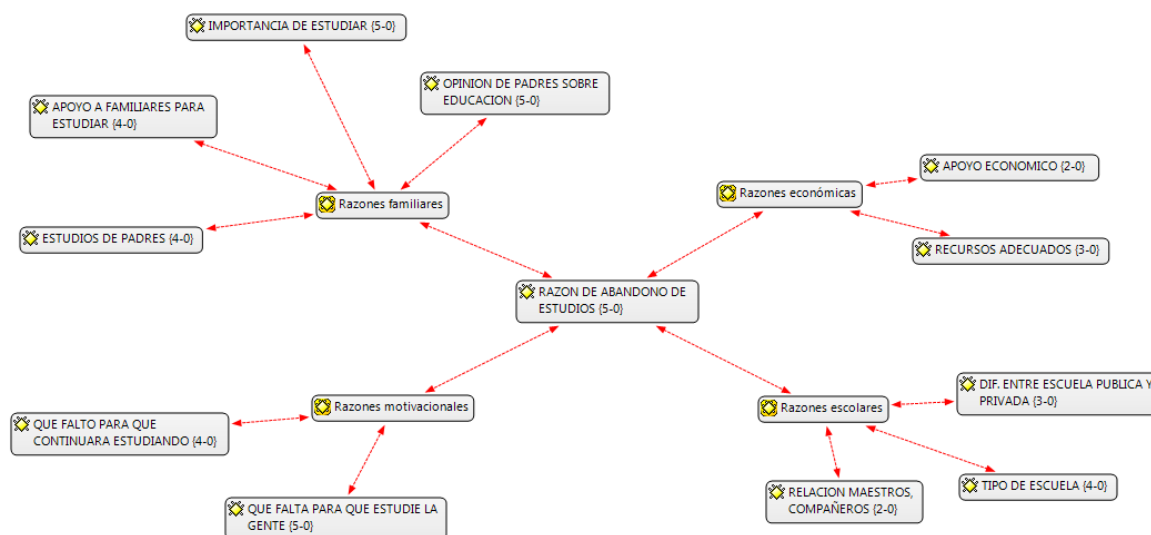 IMPORTANCIA DE ESTUDIAR {5-0}
OPINION DE PADRES SOBRE
EDUCACION {5-0}
APOYO A FAMILIARES PARA
ESTUDIAR {4-0}
Razones familiares
ESTUDIOS DE PADRES {4-0}
APOYO ECONOMICO {2-0}
Razones económicas
RECURSOS ADECUADOS {3-0}
RAZON DE ABANDONO DE
ESTUDIOS {5-0}
Razones motivacionales
QUE FALTO PARA QUE
CONTINUARA ESTUDIANDO {4-0}
QUE FALTA PARA QUE ESTUDIE LA
GENTE {5-0}
DIF. ENTRE ESCUELA PUBLICA Y
PRIVADA {3-0}
Razones escolares
TIPO DE ESCUELA {4-0}
RELACION MAESTROS,
COMPAÑEROS {2-0}